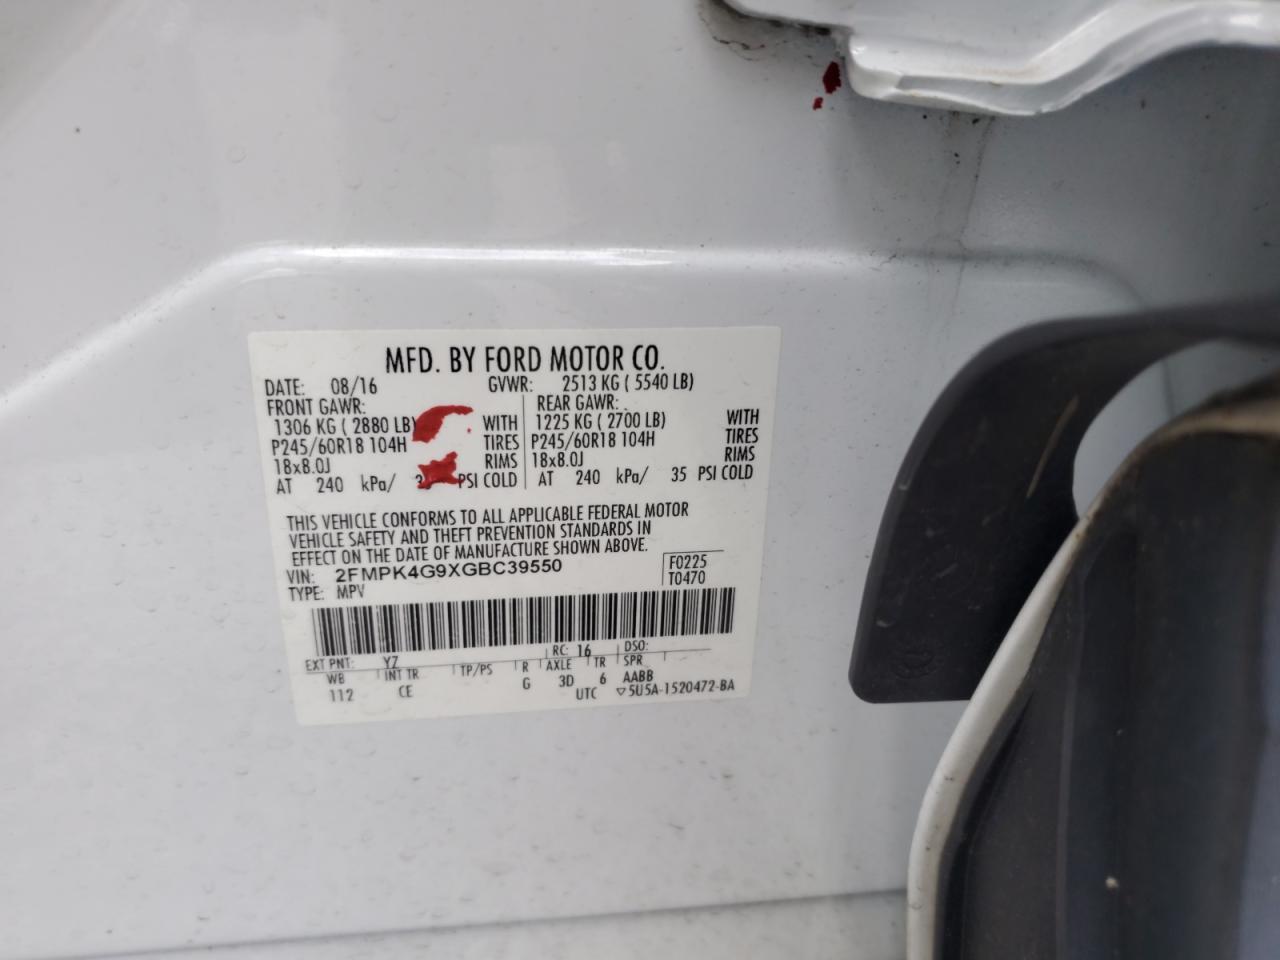 MFD. BY FORD MOTOR CO.
DATE: 08/16 GVWR: 2513 KG ( 5540 LB)
FRONT GAWR: REAR GAWR:
1306 KG ( 2880 LB) WITH 1225 KG ( 2700 LB) WITH
P245/60R18 104H TIRES P245/60R18 104H TIRES
18x8.0J RIMS 18x8.0J RIMS
AT 240 kPa/ PSI COLD AT 240 kPa/ 35 PSI COLD
THIS VEHICLE CONFORMS TO ALL APPLICABLE FEDERAL MOTOR
VEHICLE SAFETY AND THEFT PREVENTION STANDARDS IN
EFFECT ON THE DATE OF MANUFACTURE SHOWN ABOVE.
VIN: 2FMPK4G9XGBC39550 F0225
TYPE: MPV T0470
EXT PNT: YZ RC: 16 DSO:
WB INT TR TP/PS R AXLE TR SPR
112 CE G 3D 6 AABB
UTC ▽5U5A-1520472-BA